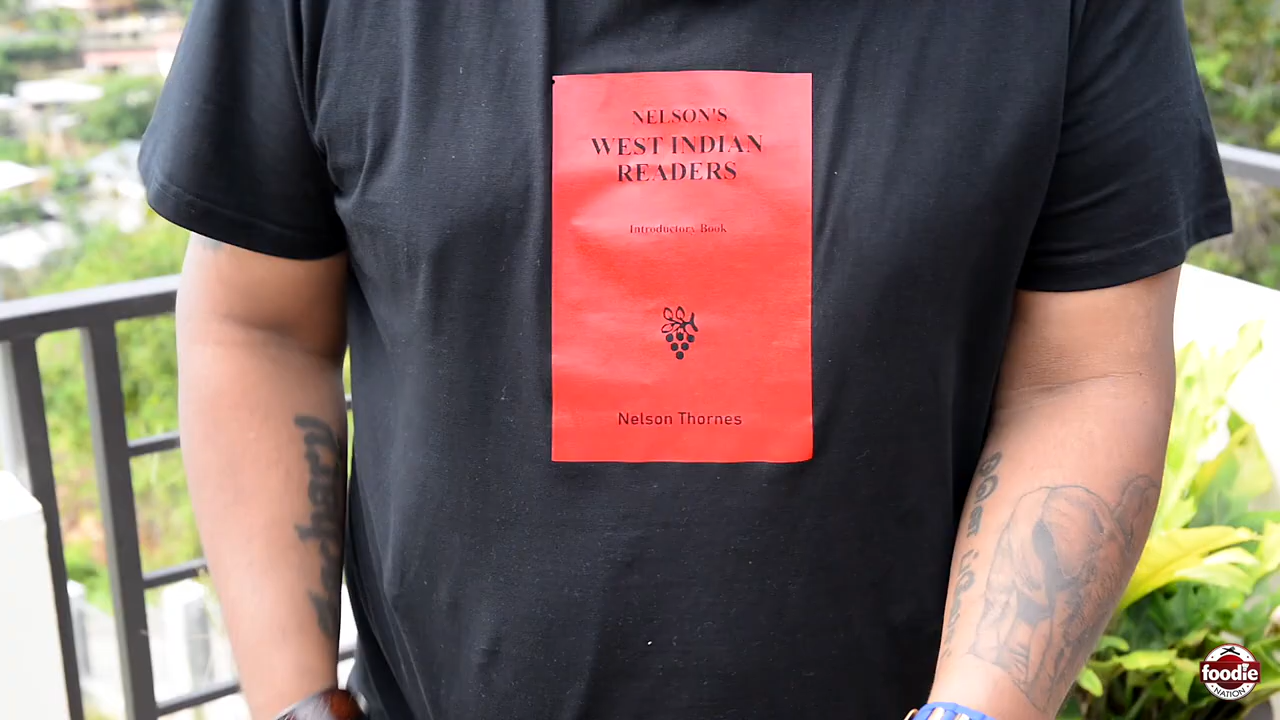 NELSON'S
WEST INDIAN
READERS
Introductory Book
Nelson Thornes
foodie
NATION